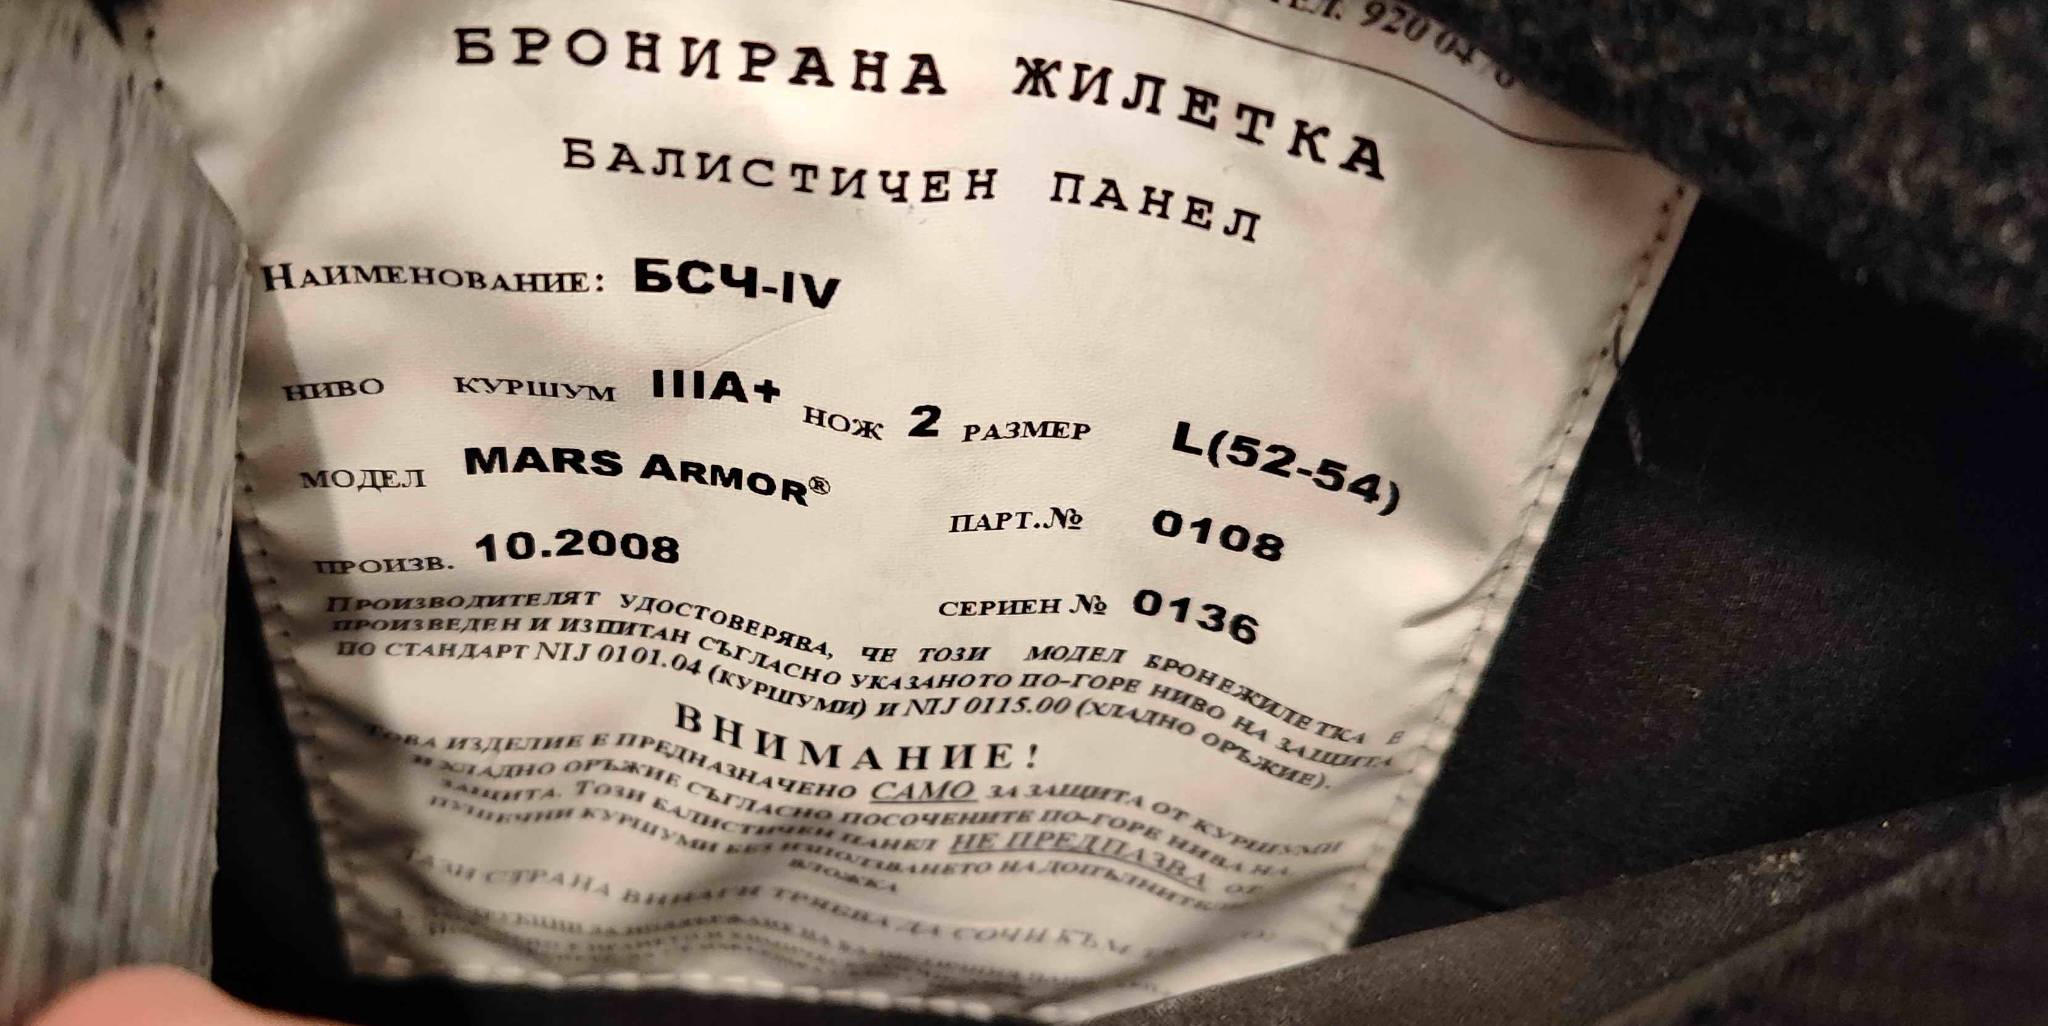 ТЕЛ. 920 04
БРОНИРАНА ЖИЛЕТКА
БАЛИСТИЧЕН ПАНЕЛ
НАИМЕНОВАНИЕ: БСЧ-IV
НИВО КУРШУМ IIIA+ НОЖ 2 РАЗМЕР L(52-54)
МОДЕЛ MARS ARMOR® ПАРТ.№ 0108
ПРОИЗВ. 10.2008 СЕРИЕН № 0136
ПРОИЗВОДИТЕЛЯТ УДОСТОВЕРЯВА, ЧЕ ТОЗИ МОДЕЛ БРОНЕЖИЛЕТКА Е
ПРОИЗВЕДЕН И ИЗПИТАН СЪГЛАСНО УКАЗАНОТО ПО-ГОРЕ НИВО НА ЗАЩИТА
ПО СТАНДАРТ NIJ 0101.04 (КУРШУМИ) И NIJ 0115.00 (ХЛАДНО ОРЪЖИЕ).
ВНИМАНИЕ!
ТОВА ИЗДЕЛИЕ Е ПРЕДНАЗНАЧЕНО САМО ЗА ЗАЩИТА ОТ КУРШУМИ
И ХЛАДНО ОРЪЖИЕ СЪГЛАСНО ПОСОЧЕНИТЕ ПО-ГОРЕ НИВА НА
ЗАЩИТА. ТОЗИ БАЛИСТИЧЕН ПАНЕЛ НЕ ПРЕДПАЗВА ОТ
ПУШЕЧНИ КУРШУМИ БЕЗ ИЗПОЛЗВАНЕТО НА ДОПЪЛНИТЕЛНА
ВЛОЖКА
ТАЗИ СТРАНА ВИНАГИ ТРЯБВА ДА СОЧИ КЪМ